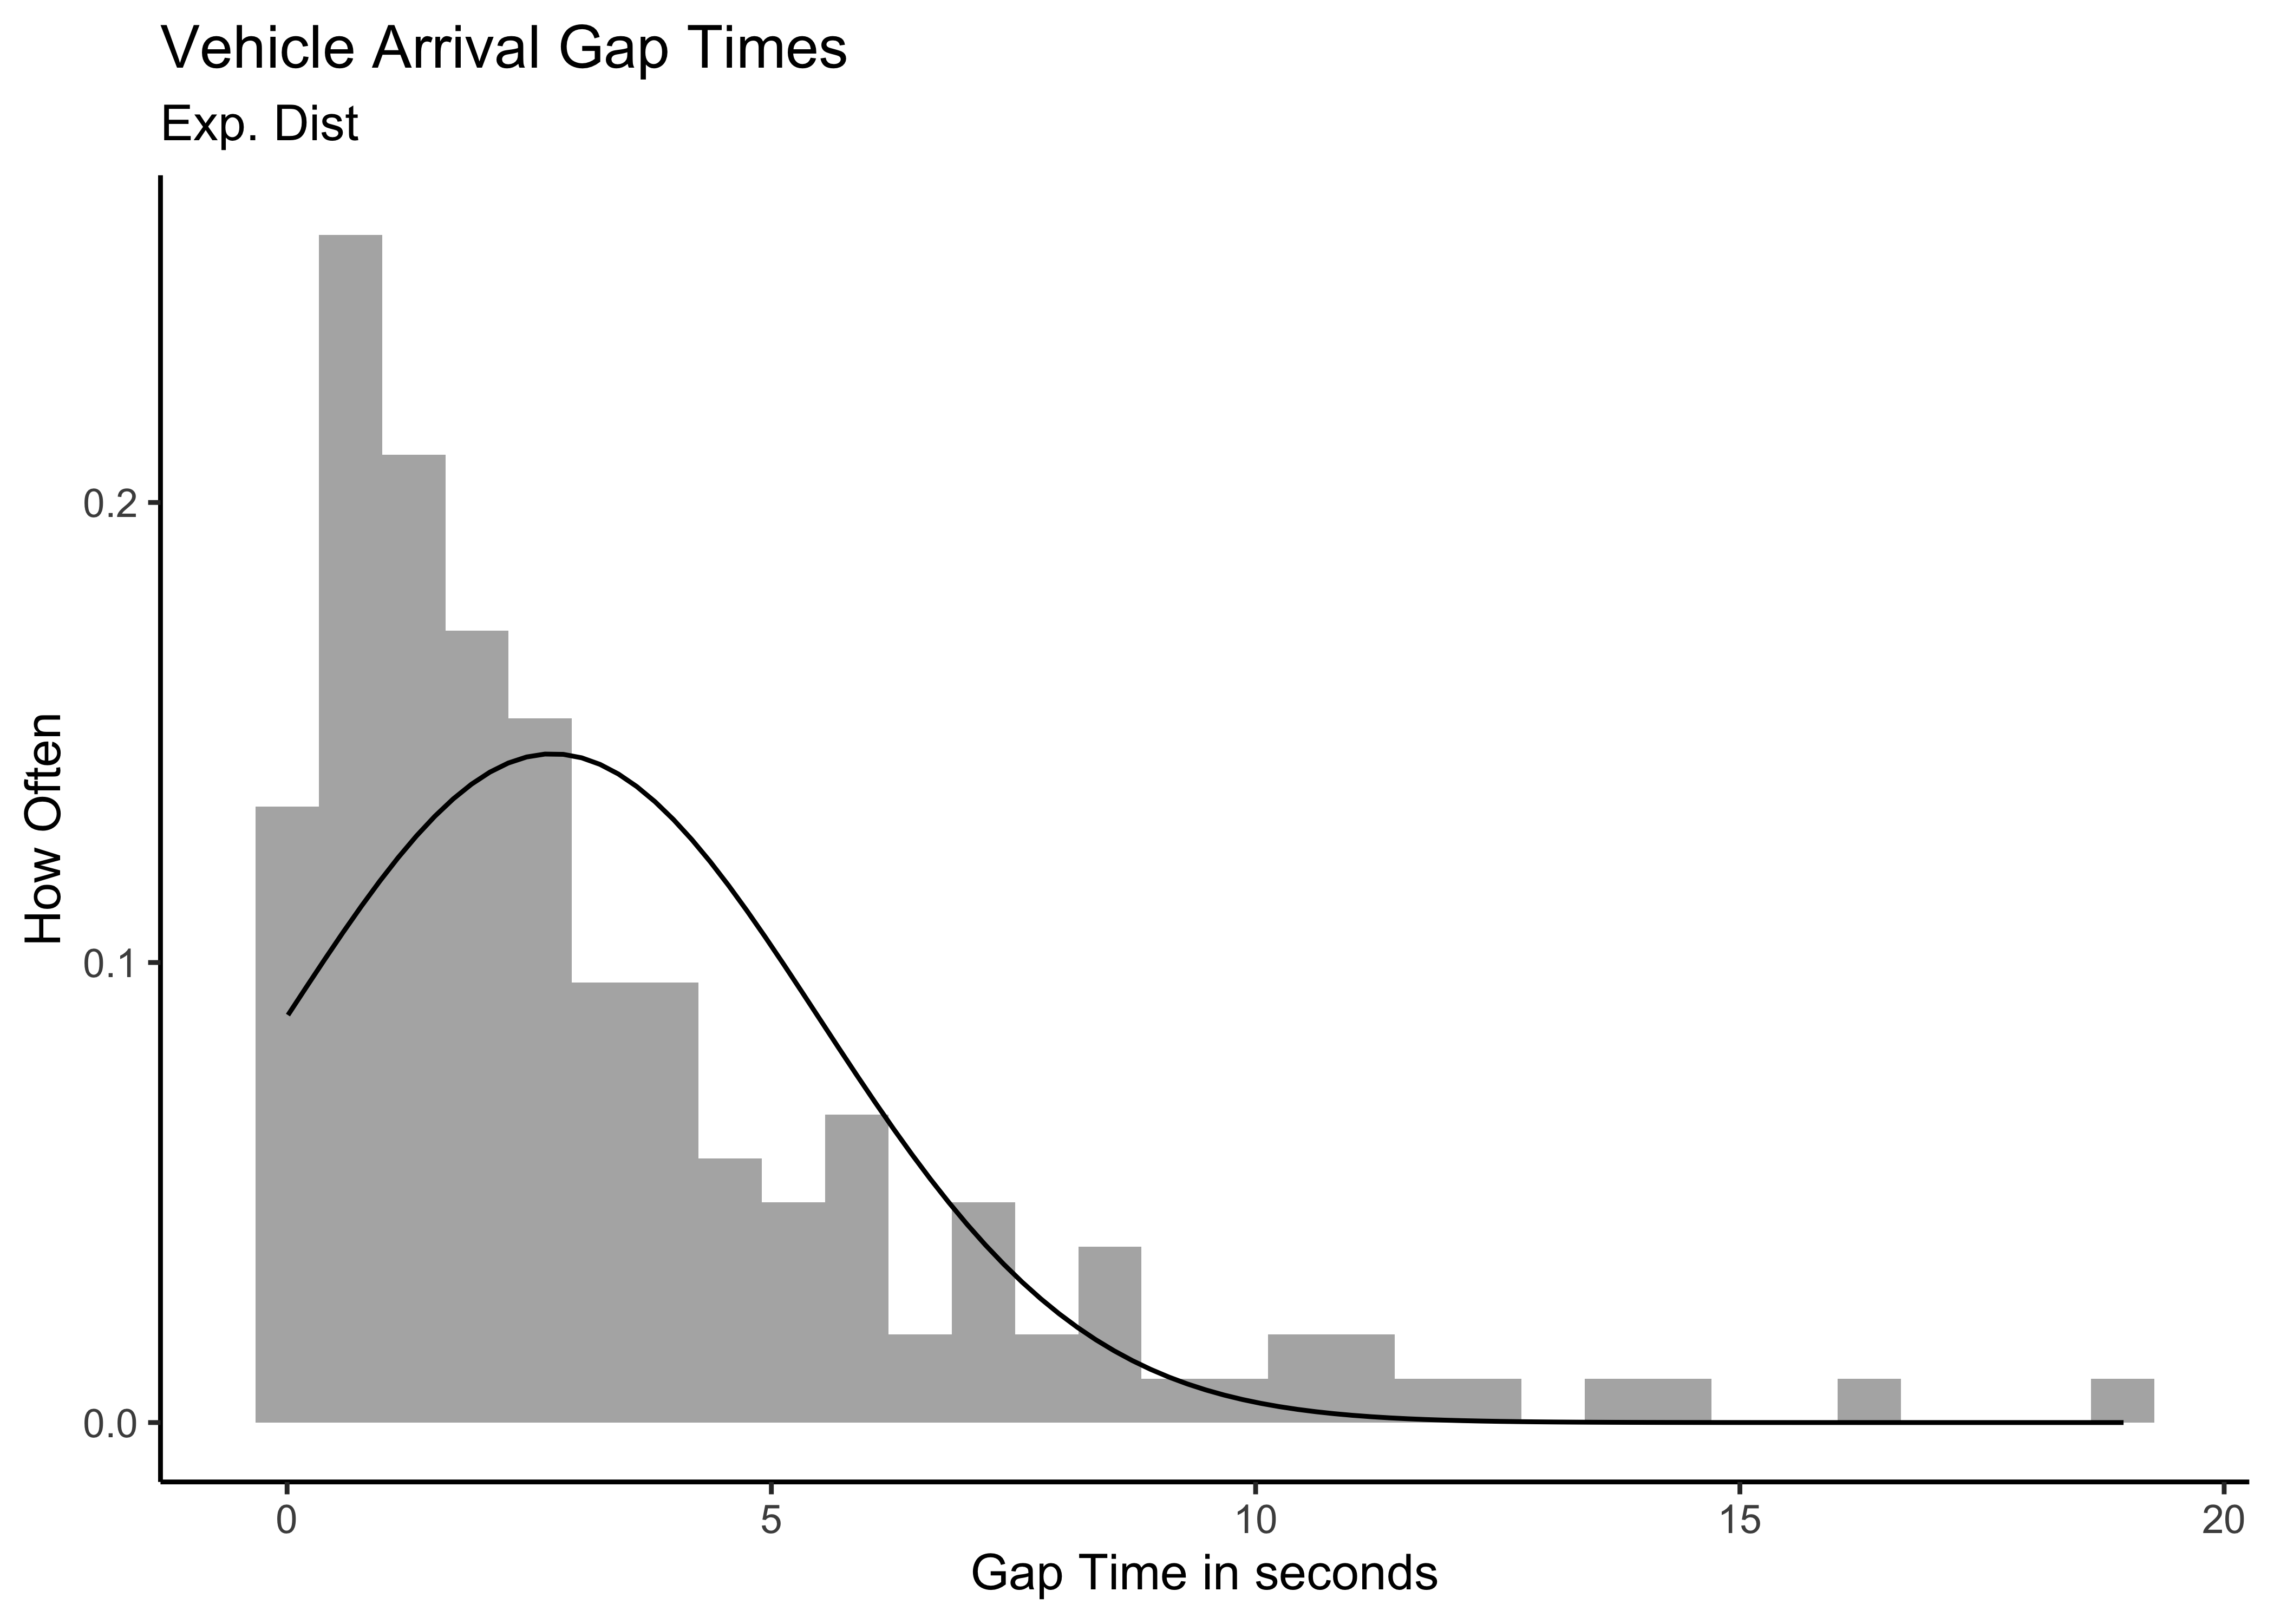 Vehicle Arrival Gap Times
Exp. Dist
How Often
0.2
0.1
0.0
0
5
10
15
20
Gap Time in seconds